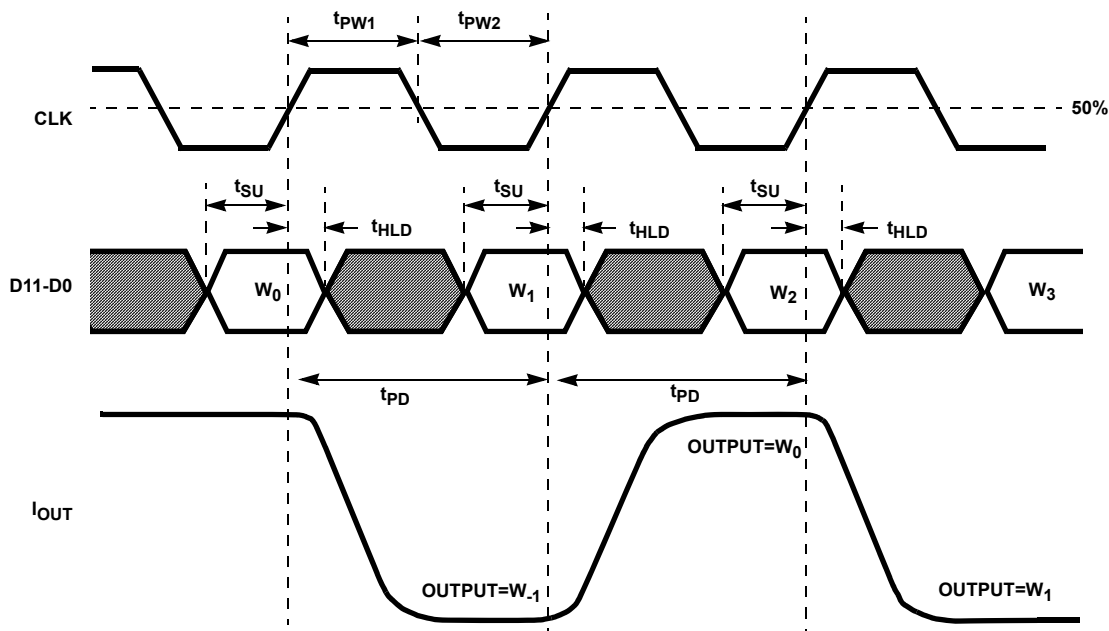 tPW1 tPW2
CLK 50%
tSU tSU tSU
tHLD tHLD tHLD
D11-D0 W0 W1 W2 W3
tPD tPD
OUTPUT=W0
IOUT
OUTPUT=W-1 OUTPUT=W1